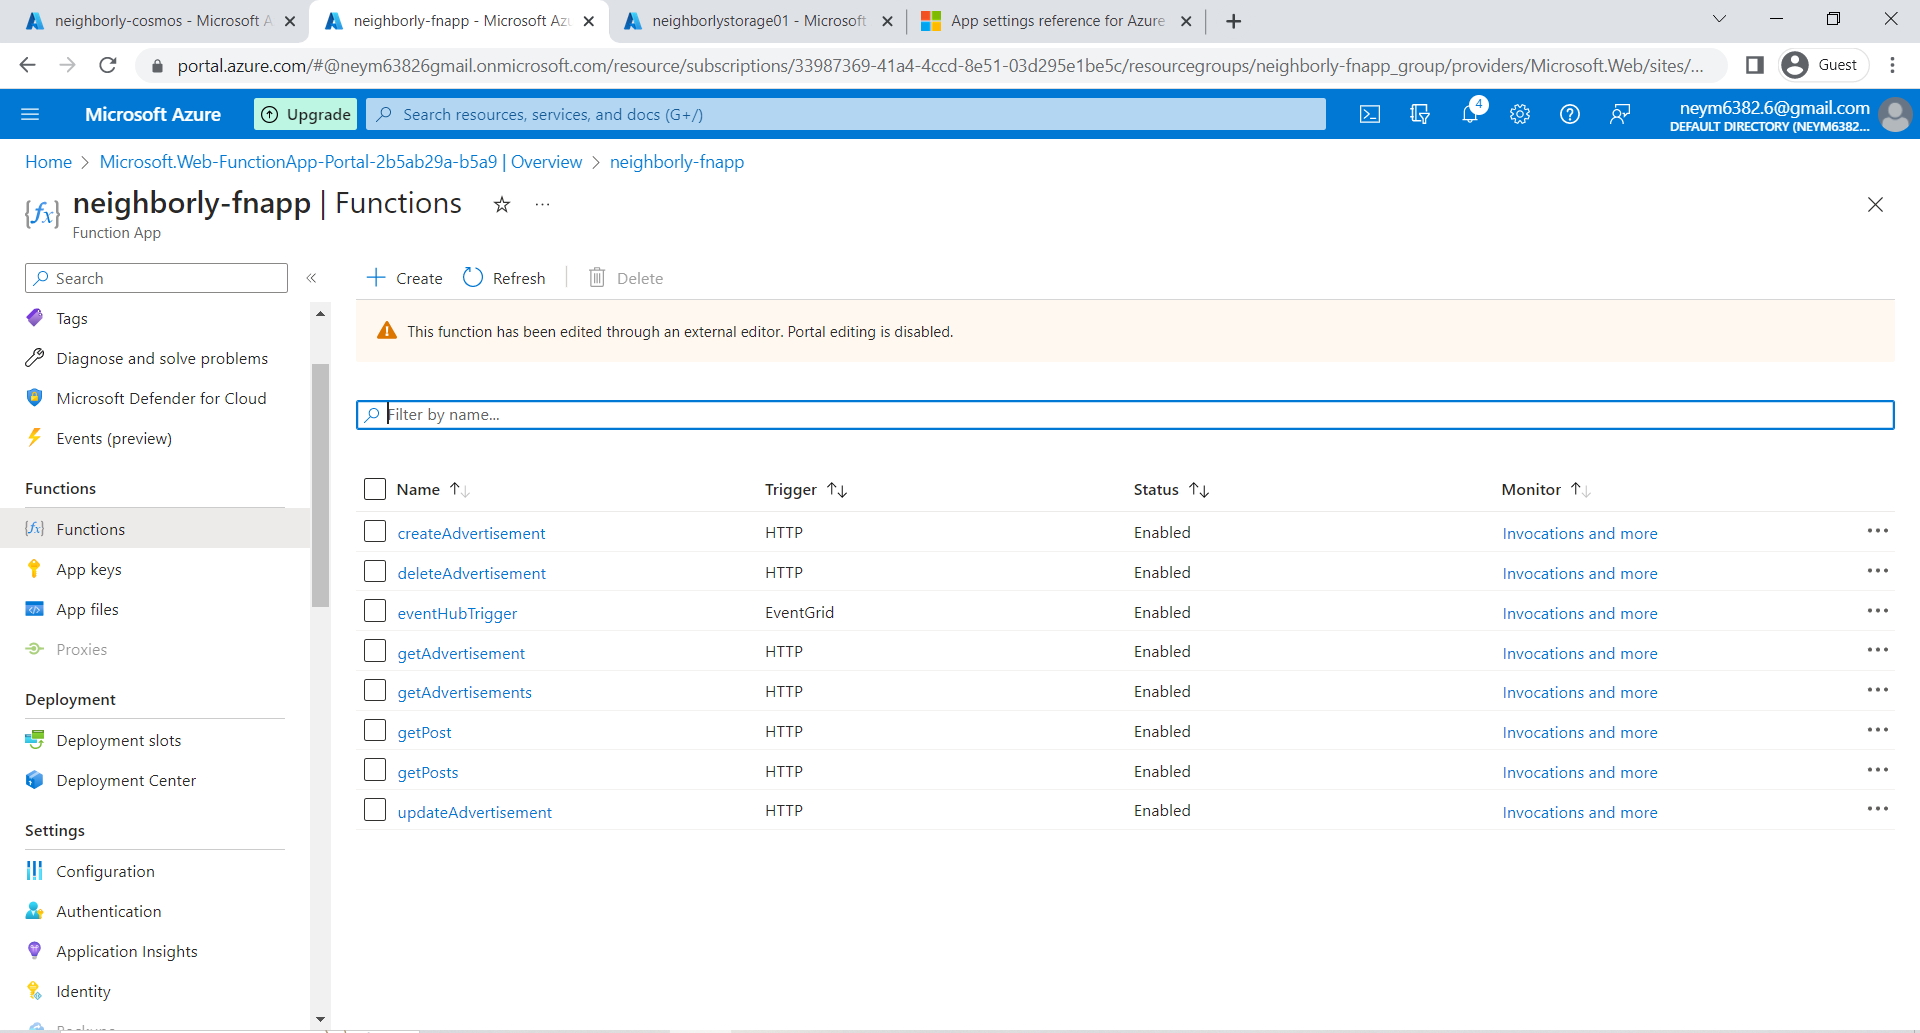 neighborly-cosmos - Microsoft A
neighborly-fnapp - Microsoft Az
neighborlystorage01 - Microsoft
App settings reference for Azure
portal.azure.com/#@neym63826gmail.onmicrosoft.com/resource/subscriptions/33987369-41a4-4ccd-8e51-03d295e1be5c/resourcegroups/neighborly-fnapp_group/providers/Microsoft.Web/sites/...
Guest
Microsoft Azure
Upgrade
Search resources, services, and docs (G+/)
4
neym6382.6@gmail.com
DEFAULT DIRECTORY (NEYM6382...
Home > Microsoft.Web-FunctionApp-Portal-2b5ab29a-b5a9 | Overview > neighborly-fnapp
neighborly-fnapp | Functions
Function App
Search
Tags
Diagnose and solve problems
Microsoft Defender for Cloud
Events (preview)
Functions
Functions
App keys
App files
Proxies
Deployment
Deployment slots
Deployment Center
Settings
Configuration
Authentication
Application Insights
Identity
Create
Refresh
Delete
This function has been edited through an external editor. Portal editing is disabled.
Filter by name...
Name Trigger Status Monitor
createAdvertisement HTTP Enabled Invocations and more
deleteAdvertisement HTTP Enabled Invocations and more
eventHubTrigger EventGrid Enabled Invocations and more
getAdvertisement HTTP Enabled Invocations and more
getAdvertisements HTTP Enabled Invocations and more
getPost HTTP Enabled Invocations and more
getPosts HTTP Enabled Invocations and more
updateAdvertisement HTTP Enabled Invocations and more